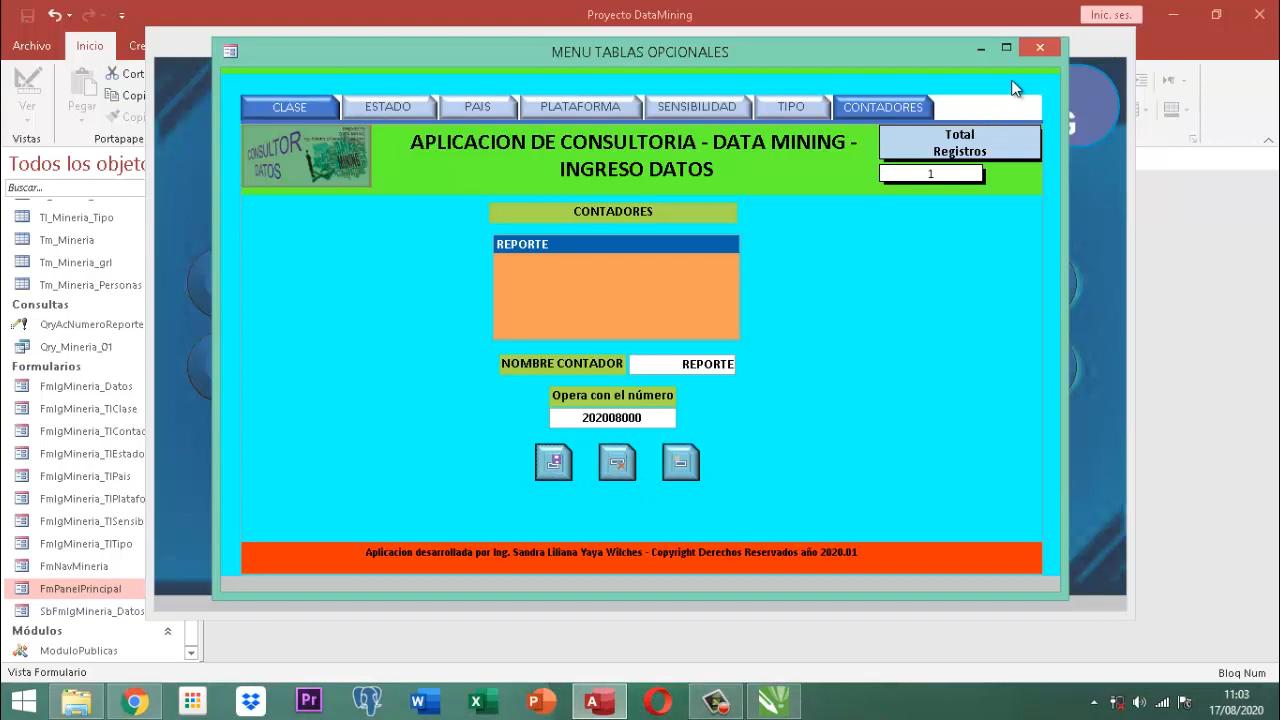 Proyecto DataMining
Inic. ses.
Archivo
Inicio
Cre
MENU TABLAS OPCIONALES
Ver
Pegar
Cort
Copi
Cop
Vistas
Portapape
CLASE
ESTADO
PAIS
PLATAFORMA
SENSIBILIDAD
TIPO
CONTADORES
G
CONSULTOR
DATOS
MINING
APLICACION DE CONSULTORIA - DATA MINING -
INGRESO DATOS
Total
Registros
1
Todos los objeto
Buscar...
Tl_Mineria_Tipo
Tm_Mineria
Tm_Mineria_grl
Tm_Mineria_Personas
Consultas
QryAcNumeroReporte
Qry_Mineria_01
Formularios
FmIgMineria_Datos
FmIgMineria_TlClase
FmIgMineria_TlContac
FmIgMineria_TlEstado
FmIgMineria_TlPais
FmIgMineria_TlPlatafo
FmIgMineria_TlSensib
FmIgMineria_TlTipo
FmNavMineria
FmPanelPrincipal
SbFmIgMineria_Datos
Módulos
ModuloPublicas
CONTADORES
REPORTE
NOMBRE CONTADOR
REPORTE
Opera con el número
202008000
Aplicacion desarrollada por Ing. Sandra Liliana Yaya Wilches - Copyright Derechos Reservados año 2020.01
Vista Formulario
Bloq Num
Pr
W
X
P
A
11:03
17/08/2020